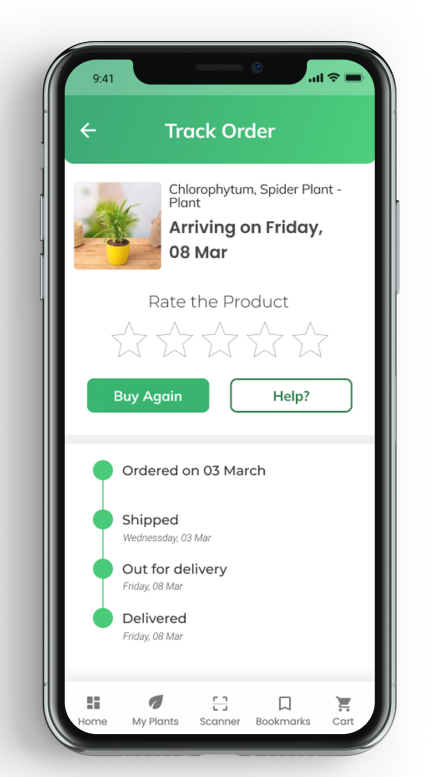 9:41
Track Order
Chlorophytum, Spider Plant -
Plant
Arriving on Friday,
08 Mar
Rate the Product
Buy Again
Help?
Ordered on 03 March
Shipped
Wednesday, 03 Mar
Out for delivery
Friday, 08 Mar
Delivered
Friday, 08 Mar
Home
My Plants
Scanner
Bookmarks
Cart